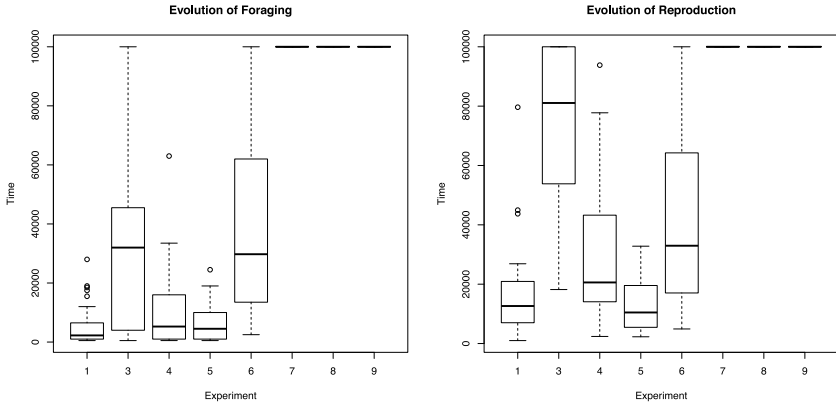 Evolution of Foraging
Time
100000
80000
60000
40000
20000
0
1 3 4 5 6 7 8 9
Experiment
Evolution of Reproduction
Time
100000
80000
60000
40000
20000
0
1 3 4 5 6 7 8 9
Experiment